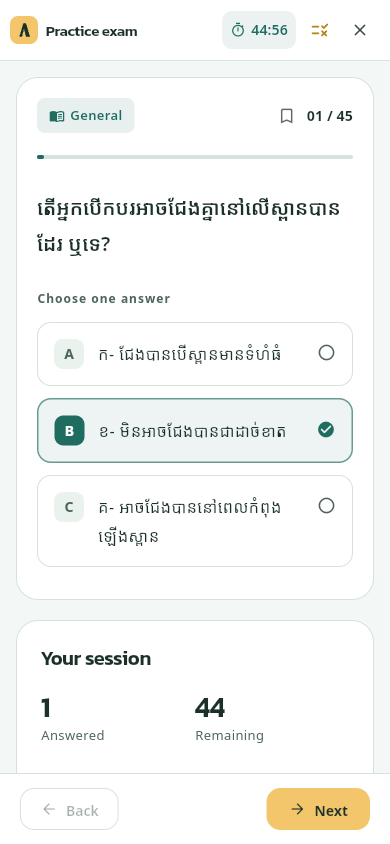 Practice exam
44:56
General
01 / 45
តើអ្នកបើកបរអាចជែងគ្នានៅលើស្ពានបាន
ដែរ ឬទេ?
Choose one answer
A
ក- ជែងបានបើស្ពានមានទំហំធំ
B
ខ- មិនអាចជែងបានជាដាច់ខាត
C
គ- អាចជែងបាននៅពេលកំពុង
ឡើងស្ពាន
Your session
1
44
Answered
Remaining
Back
Next